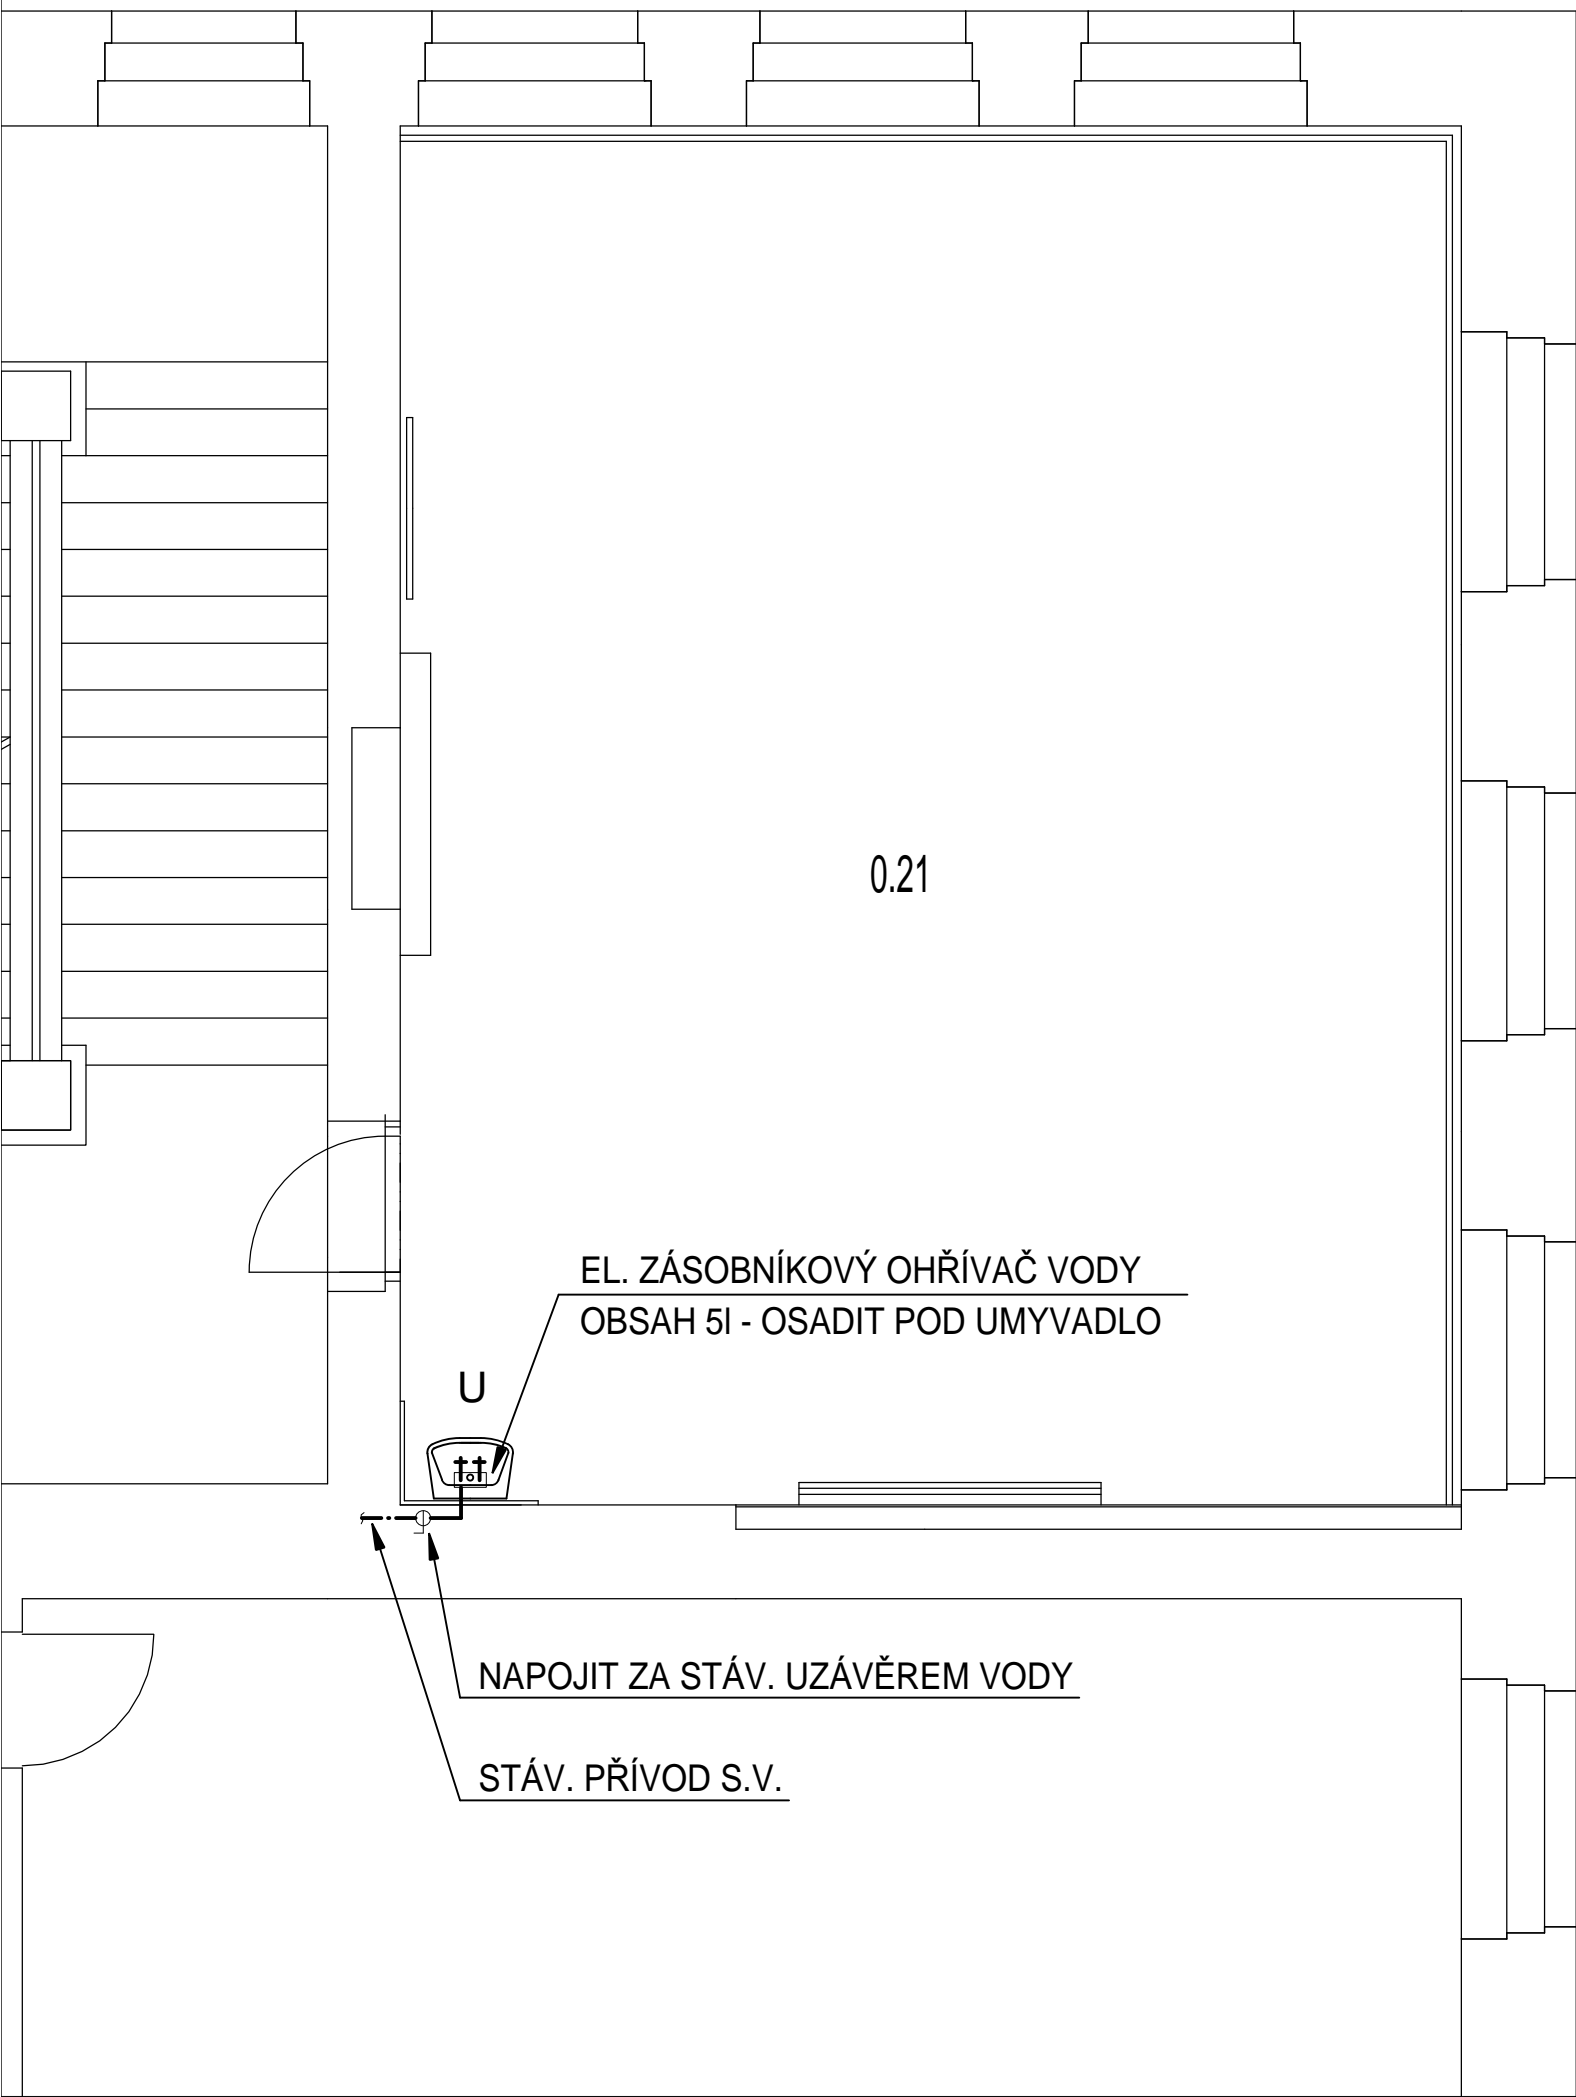 0.21
EL. ZÁSOBNÍKOVÝ OHŘÍVAČ VODY
OBSAH 5l - OSADIT POD UMYVADLO
U
NAPOJIT ZA STÁV. UZÁVĚREM VODY
STÁV. PŘÍVOD S.V.